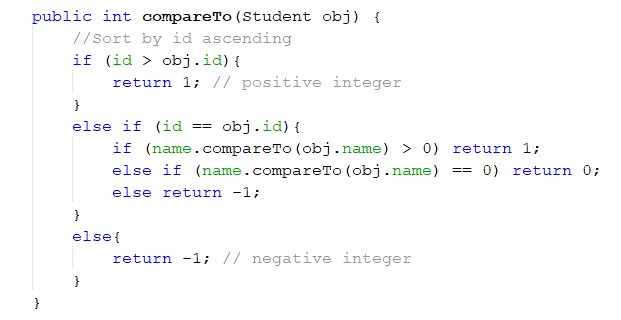 public int compareTo(Student obj) {
    //Sort by id ascending
    if (id > obj.id){
        return 1; // positive integer
    }
    else if (id == obj.id){
        if (name.compareTo(obj.name) > 0) return 1;
        else if (name.compareTo(obj.name) == 0) return 0;
        else return -1;
    }
    else{
        return -1; // negative integer
    }
}